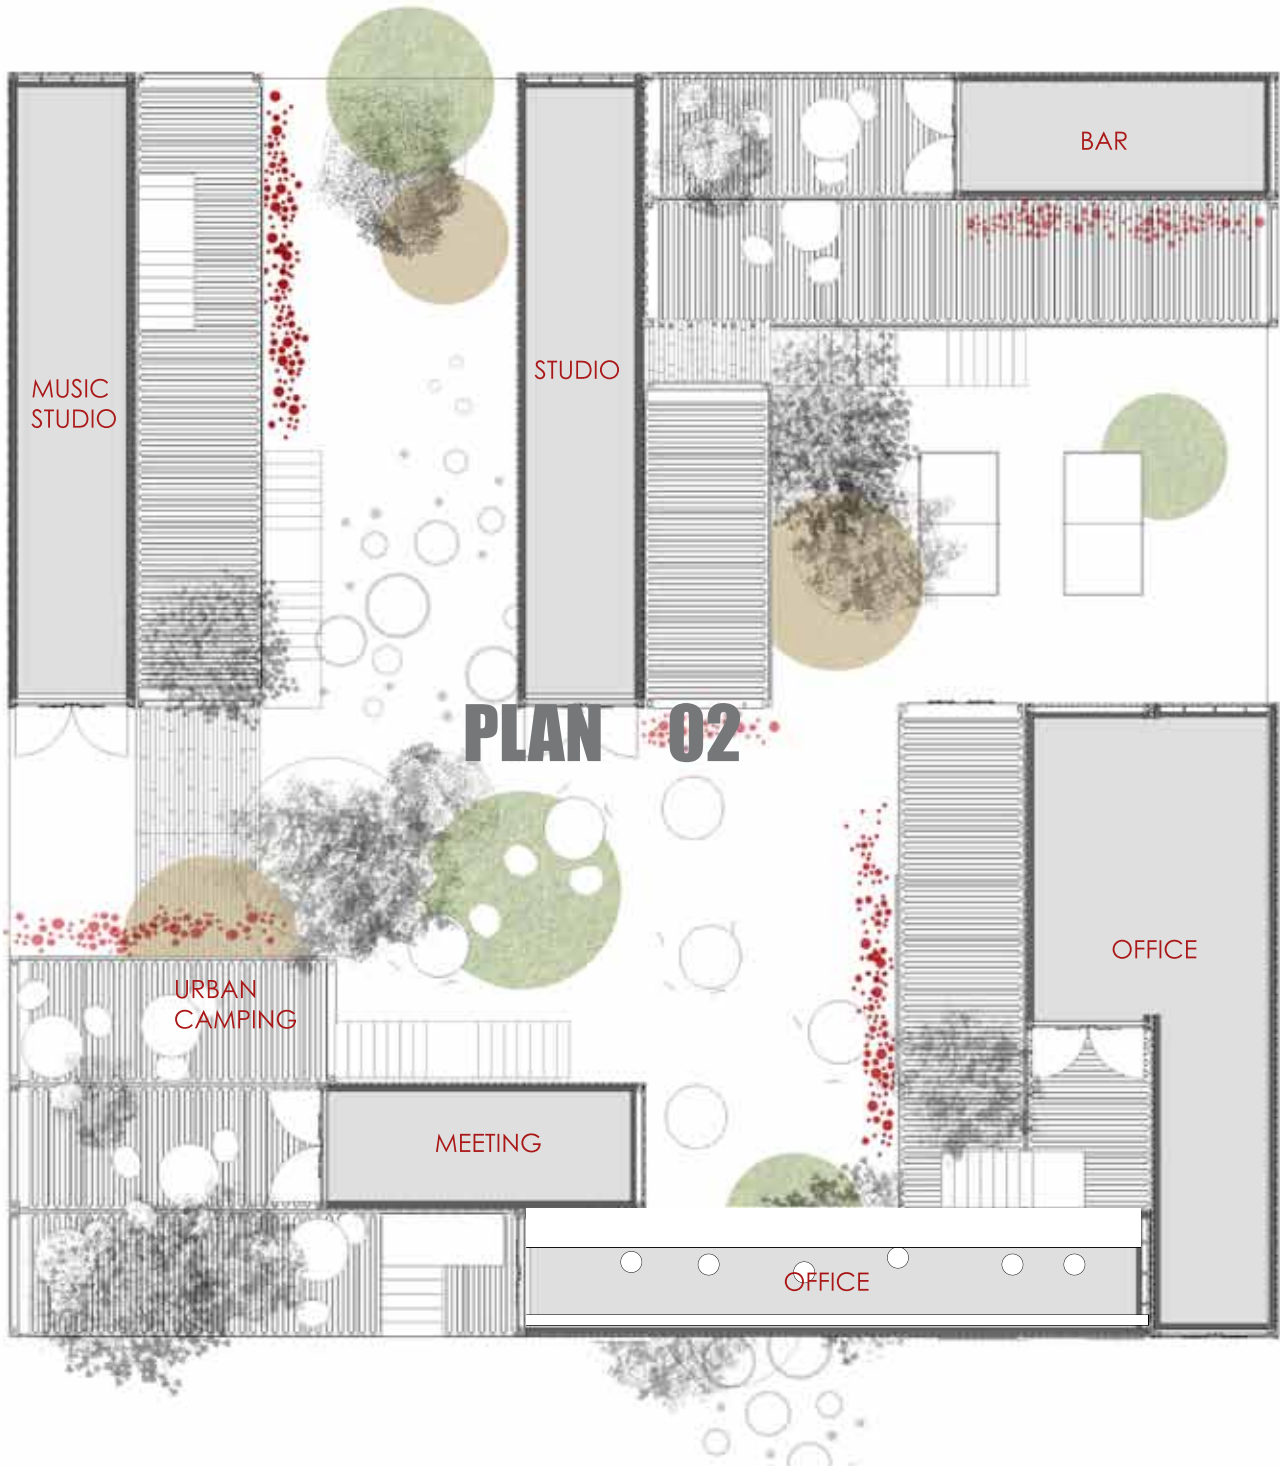 BAR
STUDIO
MUSIC
STUDIO
PLAN 02
OFFICE
URBAN
CAMPING
MEETING
OFFICE